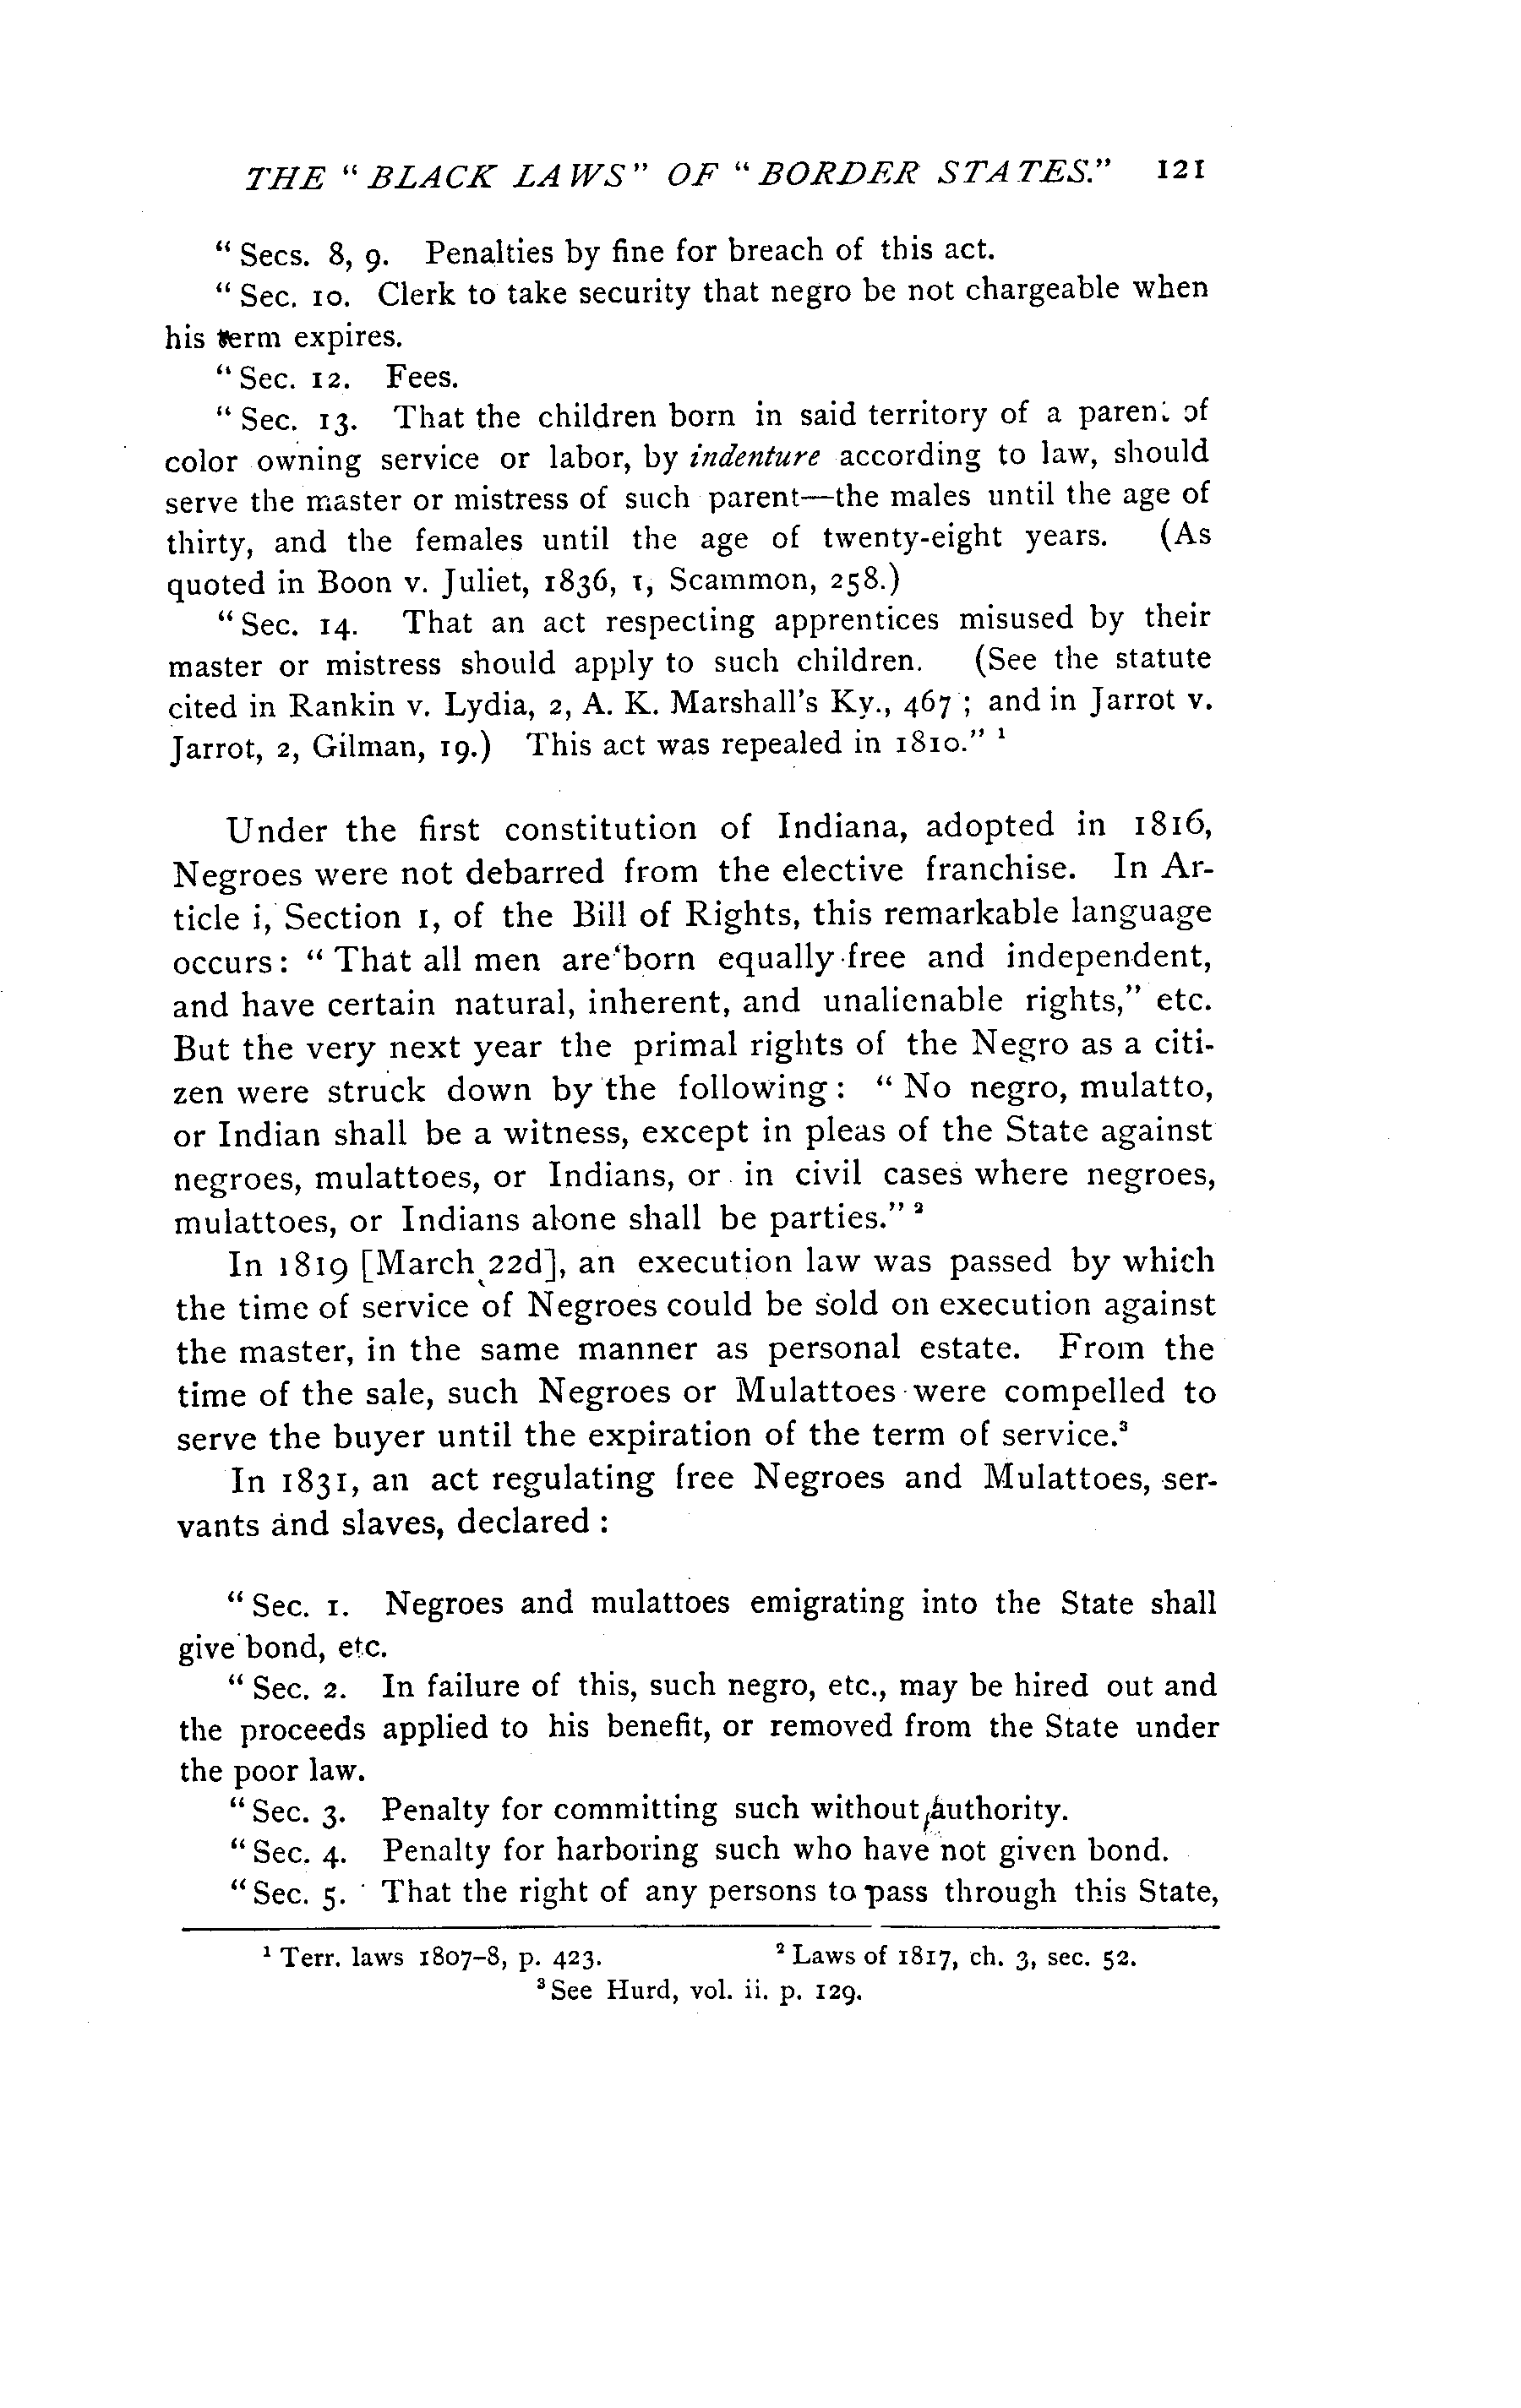 THE "BLACK LAWS" OF "BORDER STATES." 121
"Secs. 8, 9. Penalties by fine for breach of this act.
"Sec. 10. Clerk to take security that negro be not chargeable when
his term expires.
"Sec. 12. Fees.
"Sec. 13. That the children born in said territory of a parent of
color owning service or labor, by indenture according to law, should
serve the master or mistress of such parent—the males until the age of
thirty, and the females until the age of twenty-eight years. (As
quoted in Boon v. Juliet, 1836, 1, Scammon, 258.)
"Sec. 14. That an act respecting apprentices misused by their
master or mistress should apply to such children. (See the statute
cited in Rankin v. Lydia, 2, A. K. Marshall's Ky., 467; and in Jarrot v.
Jarrot, 2, Gilman, 19.) This act was repealed in 1810." ¹
Under the first constitution of Indiana, adopted in 1816,
Negroes were not debarred from the elective franchise. In Ar-
ticle i, Section 1, of the Bill of Rights, this remarkable language
occurs: "That all men are born equally free and independent,
and have certain natural, inherent, and unalienable rights," etc.
But the very next year the primal rights of the Negro as a citi-
zen were struck down by the following: "No negro, mulatto,
or Indian shall be a witness, except in pleas of the State against
negroes, mulattoes, or Indians, or in civil cases where negroes,
mulattoes, or Indians alone shall be parties." ²
In 1819 [March 22d], an execution law was passed by which
the time of service of Negroes could be sold on execution against
the master, in the same manner as personal estate. From the
time of the sale, such Negroes or Mulattoes were compelled to
serve the buyer until the expiration of the term of service.³
In 1831, an act regulating free Negroes and Mulattoes, ser-
vants and slaves, declared:
"Sec. 1. Negroes and mulattoes emigrating into the State shall
give bond, etc.
"Sec. 2. In failure of this, such negro, etc., may be hired out and
the proceeds applied to his benefit, or removed from the State under
the poor law.
"Sec. 3. Penalty for committing such without authority.
"Sec. 4. Penalty for harboring such who have not given bond.
"Sec. 5. That the right of any persons to pass through this State,
¹ Terr. laws 1807-8, p. 423. ² Laws of 1817, ch. 3, sec. 52.
³ See Hurd, vol. ii. p. 129.